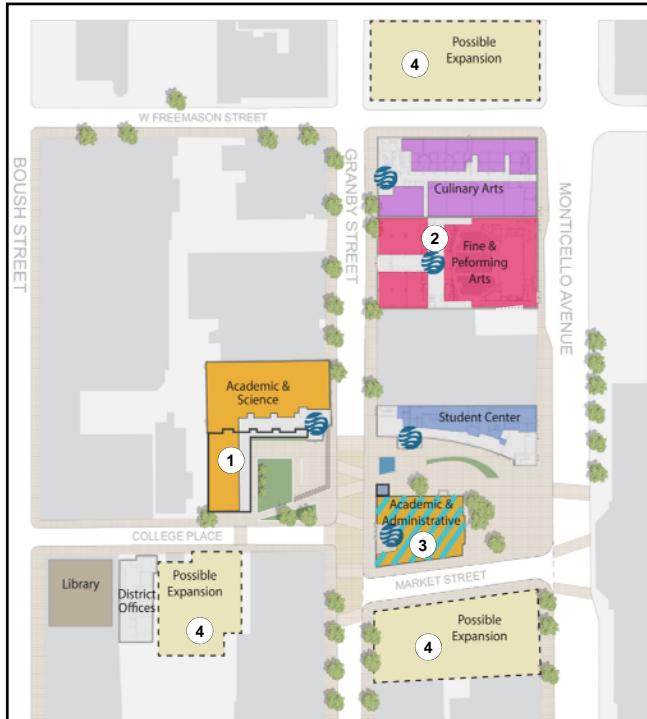 Possible
Expansion
4
W FREEMASON STREET
BOUSH STREET
GRANBY STREET
MONTICELLO AVENUE
Culinary Arts
2
Fine &
Peforming
Arts
Academic &
Science
1
Student Center
Academic &
Administrative
3
COLLEGE PLACE
MARKET STREET
Library
District
Offices
Possible
Expansion
4
Possible
Expansion
4